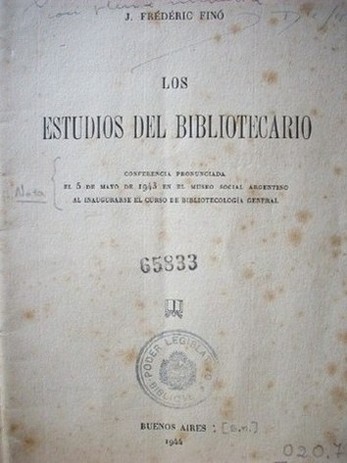 J. FRÉDÉRIC FINÓ
LOS
ESTUDIOS DEL BIBLIOTECARIO
CONFERENCIA PRONUNCIADA
EL 5 DE MAYO DE 1943 EN EL MUSEO SOCIAL ARGENTINO
AL INAUGURARSE EL CURSO DE BIBLIOTECOLOGÍA GENERAL
Nota
65833
PODER LEGISLATIVO
BIBLIOTECA
BUENOS AIRES : [s.n.]
1944
020.7